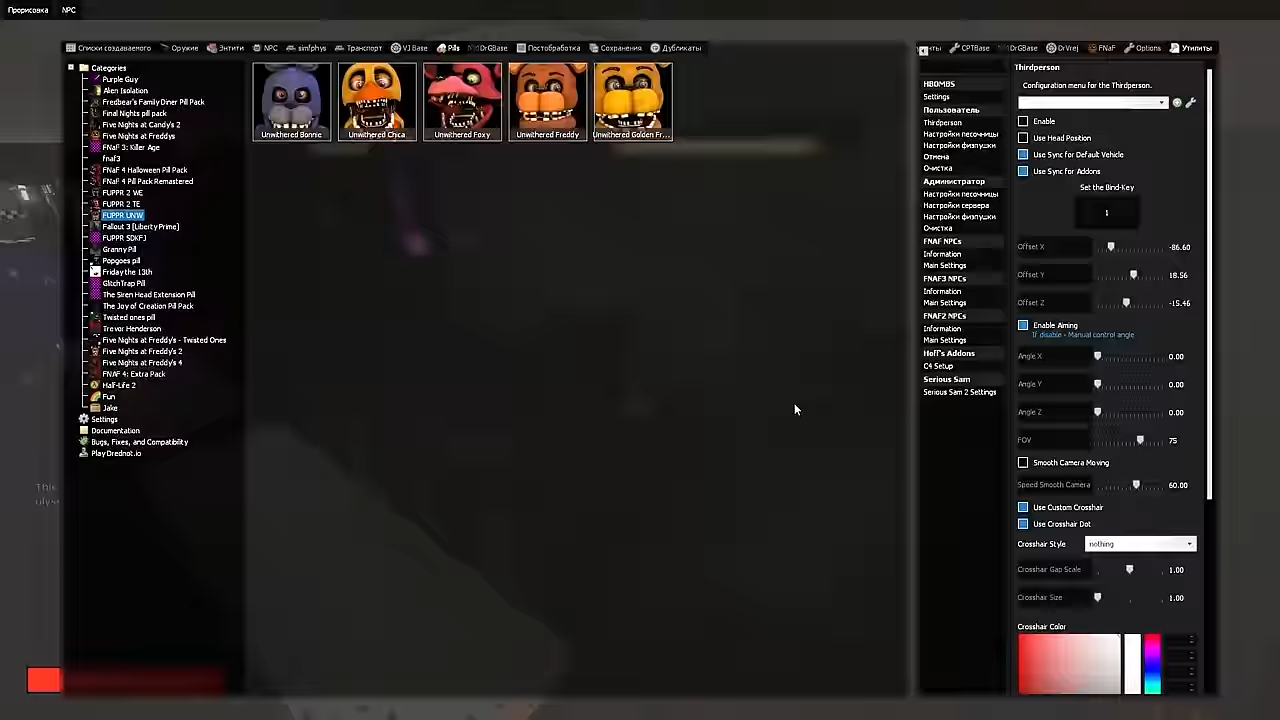 Прорисовка NPC
Списки создаваемого Оружие Энтити NPC simfphys Транспорт VJ Base Pills DrGBase Постобработка Сохранения Дубликаты
Categories
Purple Guy
Alien Isolation
Fredbear's Family Diner Pill Pack
Final Nights pill pack
Five Nights at Candy's 2
Five Nights at Freddys
FNaF 3: Killer Age
fnaf3
FNAF 4 Halloween Pill Pack
FNAF 4 Pill Pack Remastered
FUPPR 2 WE
FUPPR 2 TE
FUPPR UNW
Fallout 3 [Liberty Prime]
FUPPR SDKFJ
Granny Pill
Popgoes pill
Friday the 13th
GlitchTrap Pill
The Siren Head Extension Pill
The Joy of Creation Pill Pack
Twisted ones pill
Trevor Henderson
Five Nights at Freddy's - Twisted Ones
Five Nights at Freddy's 2
Five Nights at Freddy's 4
FNAF 4: Extra Pack
Half-Life 2
Fun
Jake
Settings
Documentation
Bugs, Fixes, and Compatibility
Play Drednot.io
Unwithered Bonnie
Unwithered Chica
Unwithered Foxy
Unwithered Freddy
Unwithered Golden Fr...
This
ulyse
нты CPTBase DrGBase DrVrej FNaF Options Утилиты
HBOMBS
Settings
Пользователь
Thirdperson
Настройки песочницы
Настройки физпушки
Отмена
Очистка
Администратор
Настройки песочницы
Настройки сервера
Настройки физпушки
Очистка
FNAF NPCs
Information
Main Settings
FNAF3 NPCs
Information
Main Settings
FNAF2 NPCs
Information
Main Settings
Hoff's Addons
C4 Setup
Serious Sam
Serious Sam 2 Settings
Thirdperson
Configuration menu for the Thirdperson.
Enable
Use Head Position
Use Sync for Default Vehicle
Use Sync for Addons
Set the Bind-Key
Offset X -86.60
Offset Y 18.56
Offset Z -15.46
Enable Aiming
If disable - Manual control angle
Angle X 0.00
Angle Y 0.00
Angle Z 0.00
FOV 75
Smooth Camera Moving
Speed Smooth Camera 60.00
Use Custom Crosshair
Use Crosshair Dot
Crosshair Style nothing
Crosshair Gap Scale 1.00
Crosshair Size 1.00
Crosshair Color